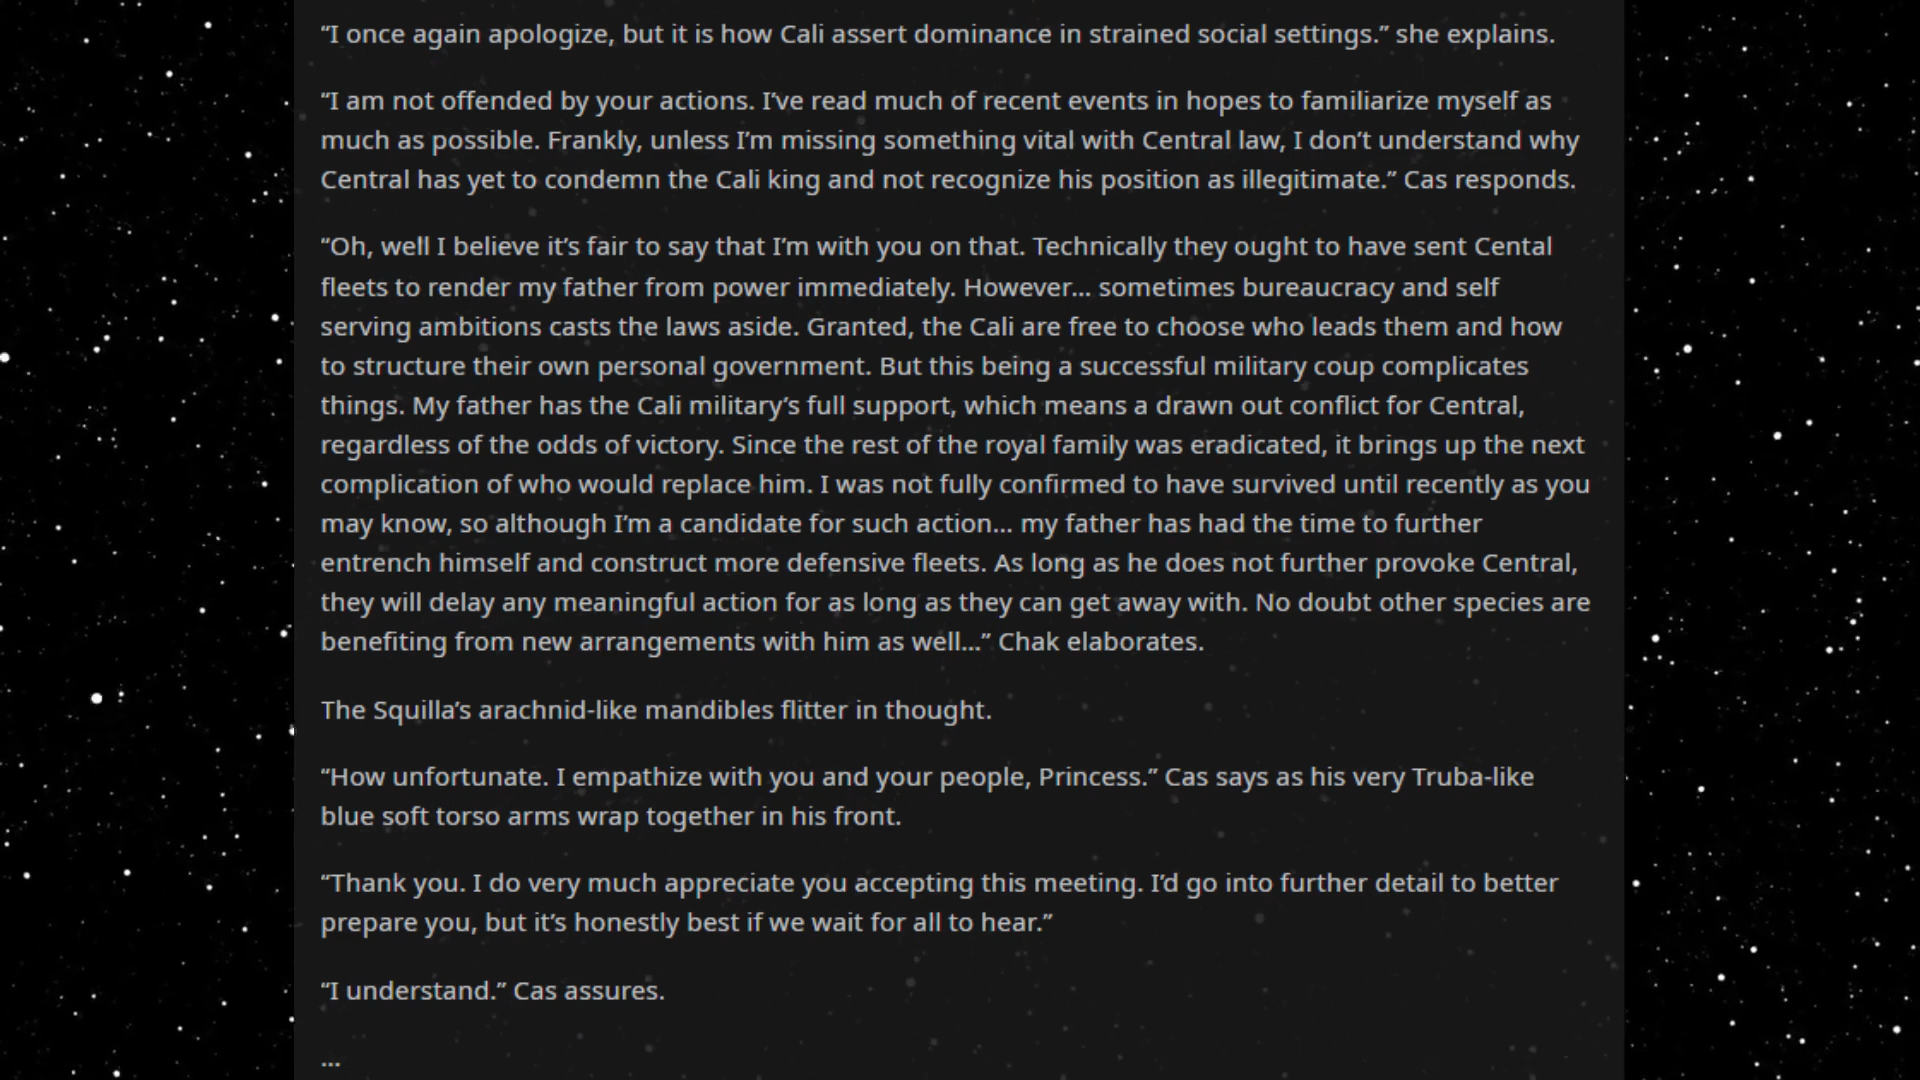 “I once again apologize, but it is how Cali assert dominance in strained social settings.” she explains.
“I am not offended by your actions. I’ve read much of recent events in hopes to familiarize myself as
much as possible. Frankly, unless I’m missing something vital with Central law, I don’t understand why
Central has yet to condemn the Cali king and not recognize his position as illegitimate.” Cas responds.
“Oh, well I believe it’s fair to say that I’m with you on that. Technically they ought to have sent Cental
fleets to render my father from power immediately. However… sometimes bureaucracy and self
serving ambitions casts the laws aside. Granted, the Cali are free to choose who leads them and how
to structure their own personal government. But this being a successful military coup complicates
things. My father has the Cali military’s full support, which means a drawn out conflict for Central,
regardless of the odds of victory. Since the rest of the royal family was eradicated, it brings up the next
complication of who would replace him. I was not fully confirmed to have survived until recently as you
may know, so although I’m a candidate for such action… my father has had the time to further
entrench himself and construct more defensive fleets. As long as he does not further provoke Central,
they will delay any meaningful action for as long as they can get away with. No doubt other species are
benefiting from new arrangements with him as well…” Chak elaborates.
The Squilla’s arachnid-like mandibles flitter in thought.
“How unfortunate. I empathize with you and your people, Princess.” Cas says as his very Truba-like
blue soft torso arms wrap together in his front.
“Thank you. I do very much appreciate you accepting this meeting. I’d go into further detail to better
prepare you, but it’s honestly best if we wait for all to hear.”
“I understand.” Cas assures.
…